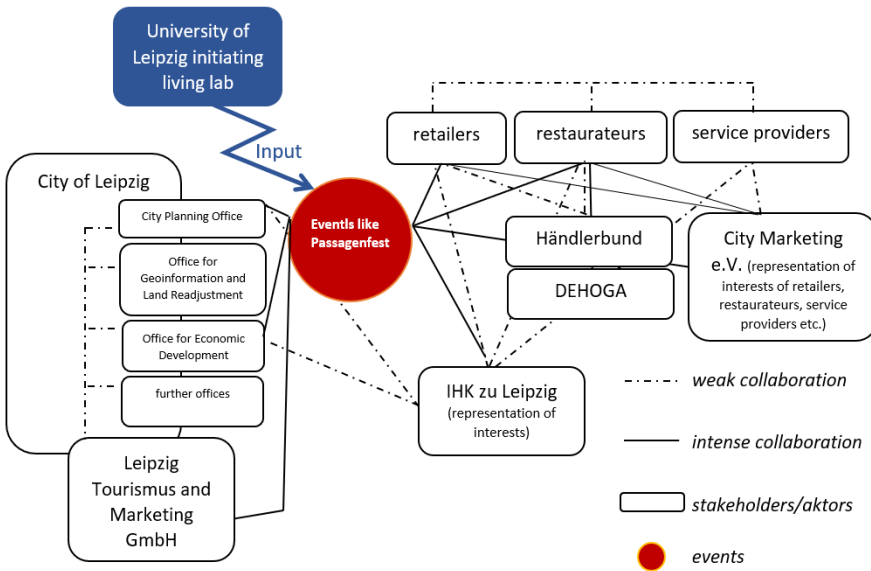 University of
Leipzig initiating
living lab
Input
retailers
restaurateurs
service providers
City of Leipzig
City Planning Office
Office for
Geoinformation and
Land Readjustment
Office for Economic
Development
further offices
Leipzig
Tourismus and
Marketing
GmbH
Eventls like
Passagenfest
Händlerbund
DEHOGA
City Marketing
e.V. (representation of
interests of retailers,
restaurateurs, service
providers etc.)
IHK zu Leipzig
(representation of
interests)
weak collaboration
intense collaboration
stakeholders/aktors
events